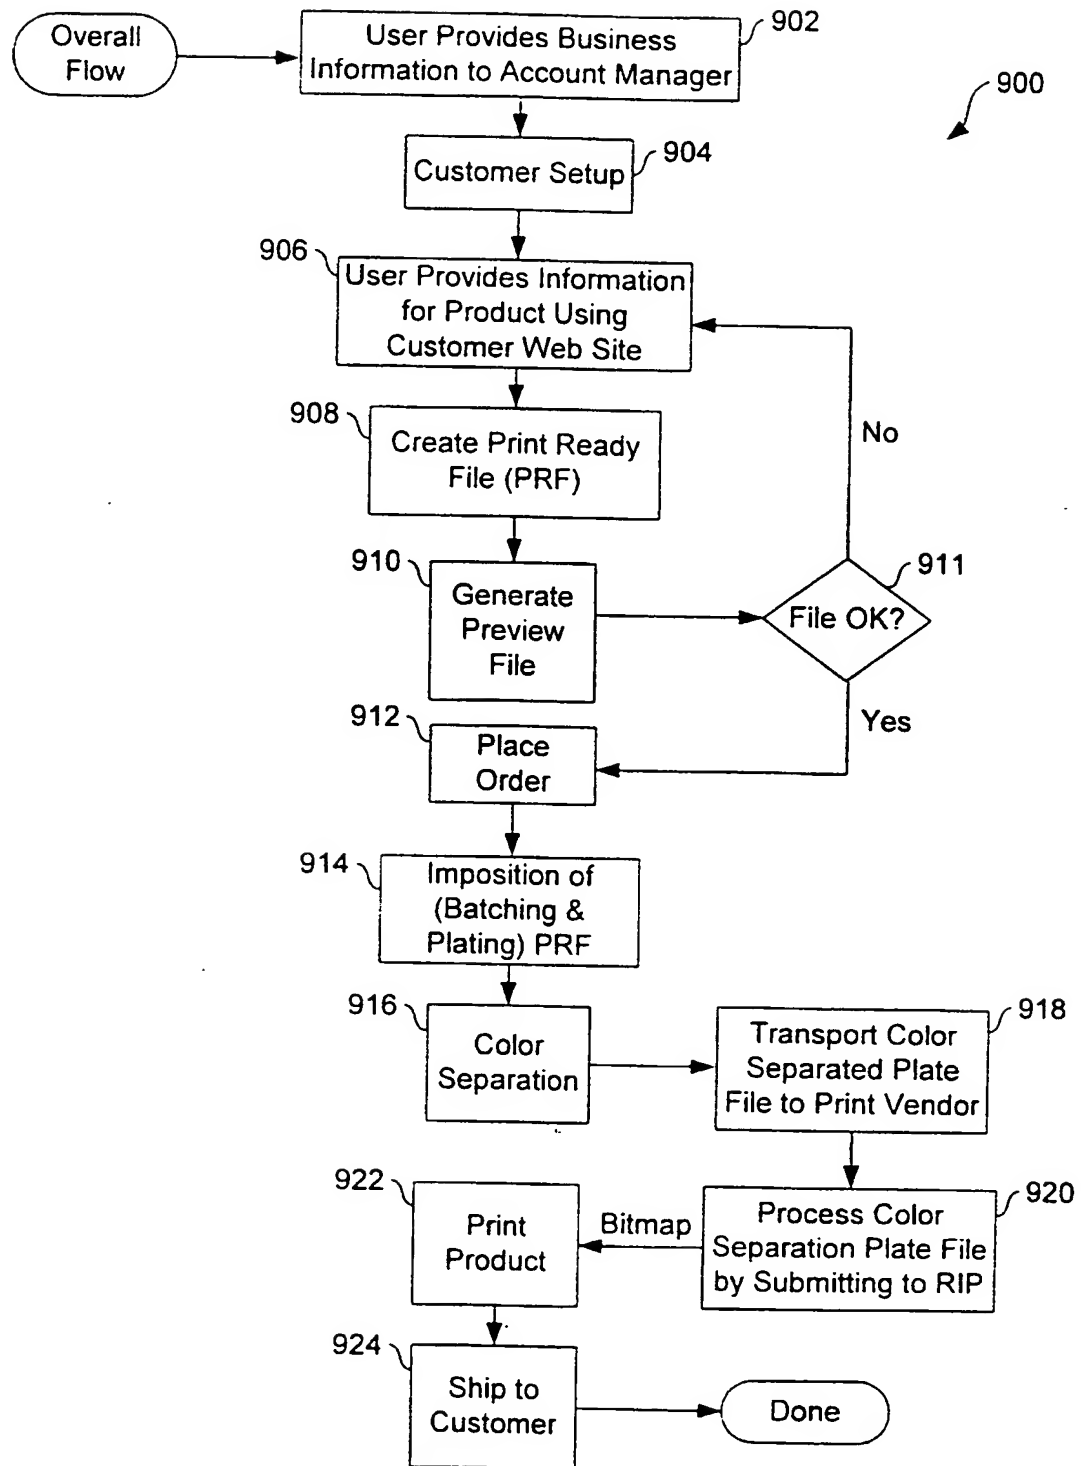 Overall
Flow
User Provides Business
Information to Account Manager
902
900
Customer Setup
904
906
User Provides Information
for Product Using
Customer Web Site
908
Create Print Ready
File (PRF)
No
910
Generate
Preview
File
911
File OK?
Yes
912
Place
Order
914
Imposition of
(Batching &
Plating) PRF
916
Color
Separation
918
Transport Color
Separated Plate
File to Print Vendor
920
Process Color
Separation Plate File
by Submitting to RIP
Bitmap
922
Print
Product
924
Ship to
Customer
Done